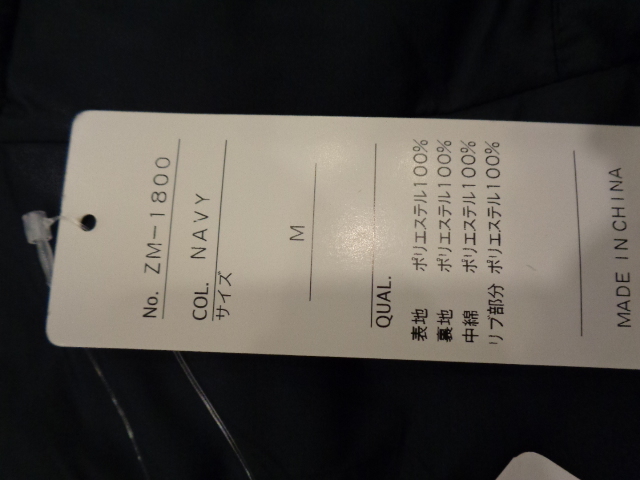 No. ZM-1800
COL. NAVY
サイズ
M
QUAL.
表地 ポリエステル100%
裏地 ポリエステル100%
中綿 ポリエステル100%
リブ部分 ポリエステル100%
MADE IN CHINA